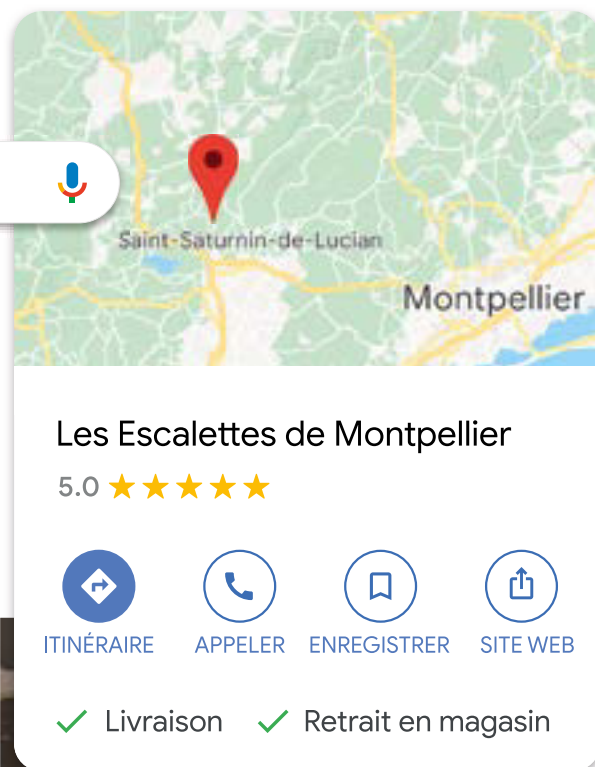 Saint-Saturnin-de-Lucian
Montpellier
Les Escalettes de Montpellier
5.0
ITINÉRAIRE APPELER ENREGISTRER SITE WEB
Livraison Retrait en magasin